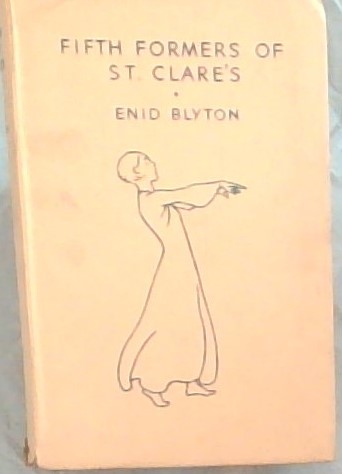 FIFTH FORMERS OF
ST. CLARE'S
•
ENID BLYTON